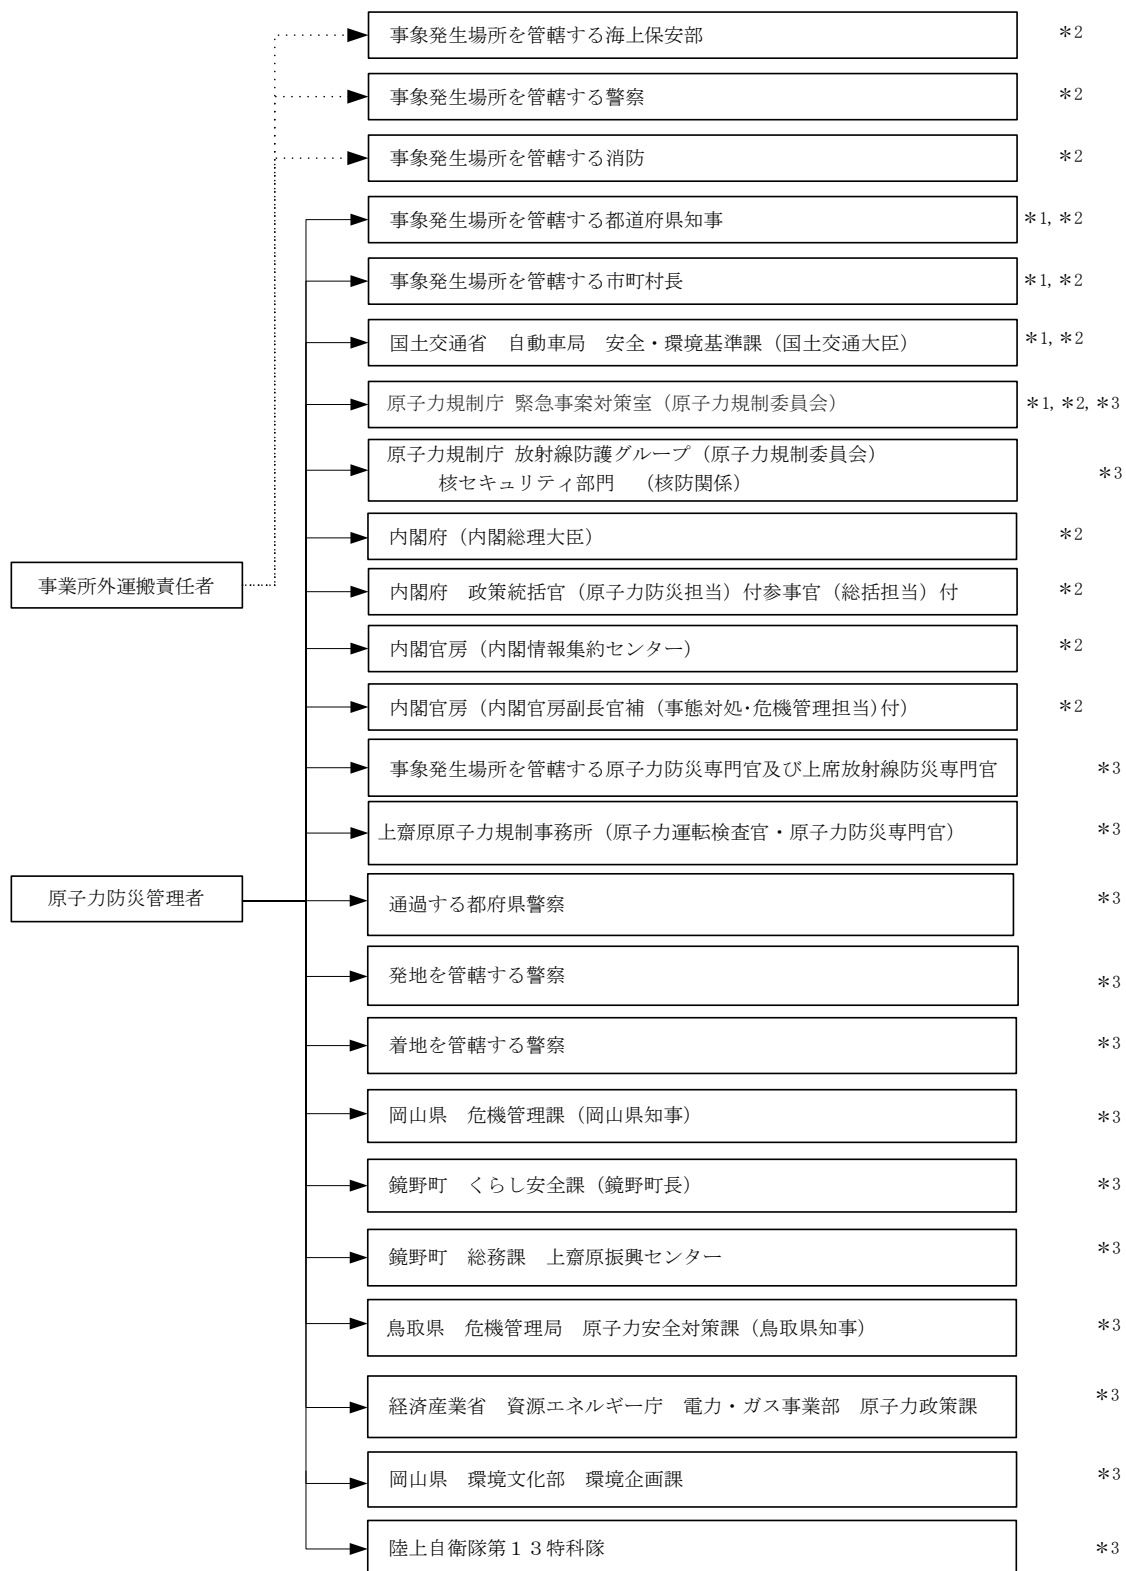 事象発生場所を管轄する海上保安部 *2
事象発生場所を管轄する警察 *2
事象発生場所を管轄する消防 *2
事象発生場所を管轄する都道府県知事 *1, *2
事象発生場所を管轄する市町村長 *1, *2
国土交通省　自動車局　安全・環境基準課（国土交通大臣） *1, *2
原子力規制庁 緊急事案対策室（原子力規制委員会） *1, *2, *3
原子力規制庁 放射線防護グループ（原子力規制委員会）
核セキュリティ部門　（核防関係） *3
内閣府（内閣総理大臣） *2
事業所外運搬責任者
内閣府　政策統括官（原子力防災担当）付参事官（総括担当）付 *2
内閣官房（内閣情報集約センター） *2
内閣官房（内閣官房副長官補（事態対処・危機管理担当）付） *2
事象発生場所を管轄する原子力防災専門官及び上席放射線防災専門官 *3
上齋原原子力規制事務所（原子力運転検査官・原子力防災専門官） *3
原子力防災管理者
通過する都府県警察 *3
発地を管轄する警察 *3
着地を管轄する警察 *3
岡山県　危機管理課（岡山県知事） *3
鏡野町　くらし安全課（鏡野町長） *3
鏡野町　総務課　上齋原振興センター *3
鳥取県　危機管理局　原子力安全対策課（鳥取県知事） *3
経済産業省　資源エネルギー庁　電力・ガス事業部　原子力政策課 *3
岡山県　環境文化部　環境企画課 *3
陸上自衛隊第１３特科隊 *3